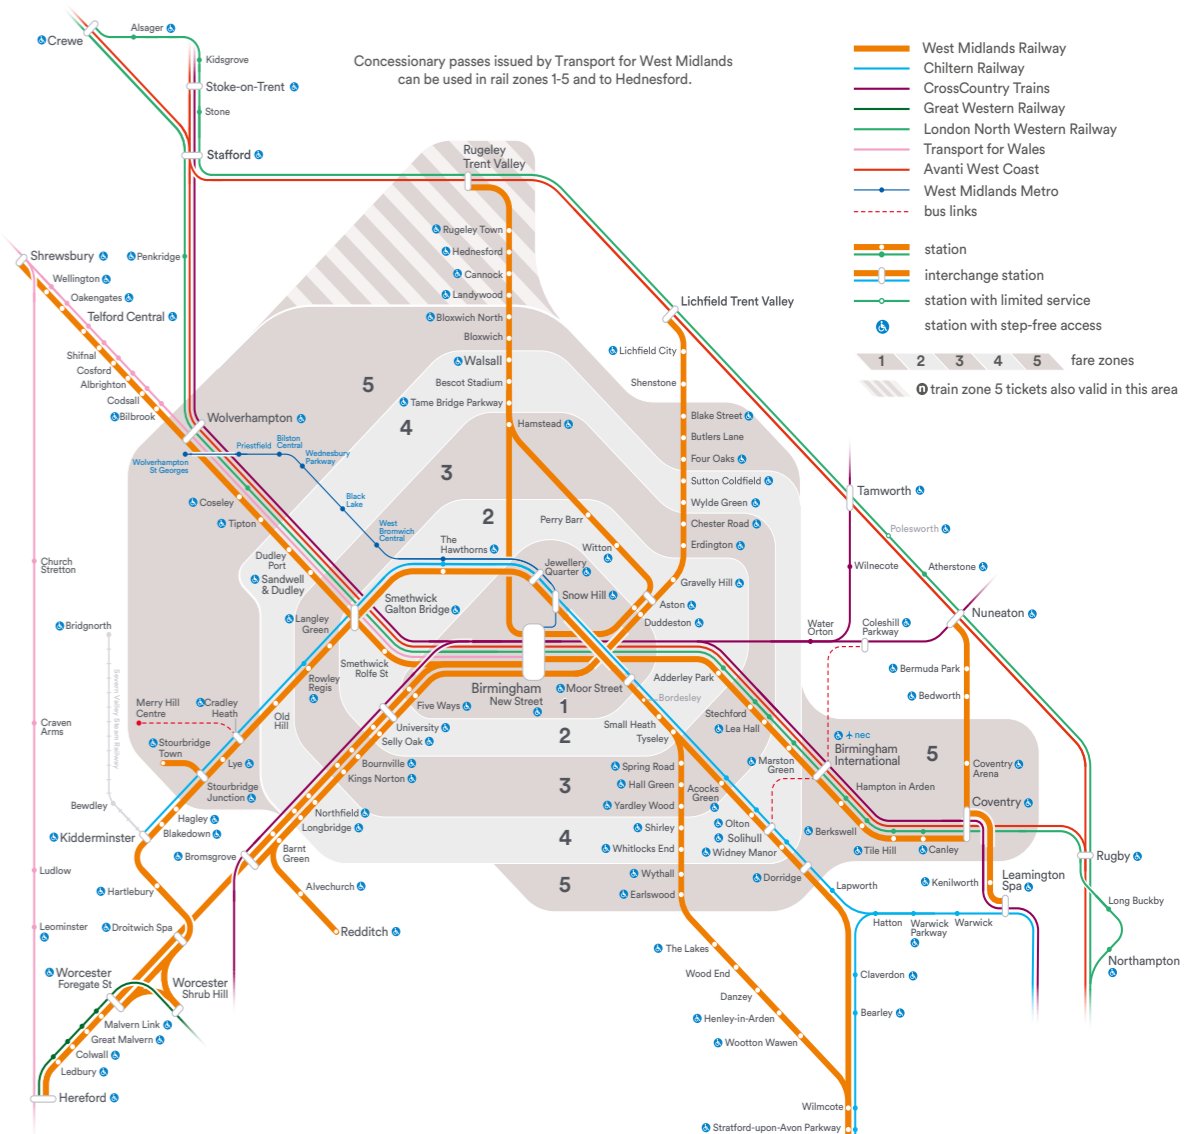 Concessionary passes issued by Transport for West Midlands
can be used in rail zones 1-5 and to Hednesford.
West Midlands Railway
Chiltern Railway
CrossCountry Trains
Great Western Railway
London North Western Railway
Transport for Wales
Avanti West Coast
West Midlands Metro
bus links
station
interchange station
station with limited service
station with step-free access
1 2 3 4 5 fare zones
n train zone 5 tickets also valid in this area
Crewe
Alsager
Kidsgrove
Stoke-on-Trent
Stone
Stafford
Penkridge
Rugeley
Trent Valley
Rugeley Town
Hednesford
Cannock
Landywood
Bloxwich North
Bloxwich
Walsall
Bescot Stadium
Tame Bridge Parkway
Hamstead
Perry Barr
Witton
Lichfield Trent Valley
Lichfield City
Shenstone
Blake Street
Butlers Lane
Four Oaks
Sutton Coldfield
Wylde Green
Chester Road
Erdington
Gravelly Hill
Aston
Duddeston
Shrewsbury
Wellington
Oakengates
Telford Central
Shifnal
Cosford
Albrighton
Codsall
Bilbrook
Wolverhampton
Wolverhampton
St Georges
Priestfield
Bilston
Central
Wednesbury
Parkway
Black
Lake
West
Bromwich
Central
Coseley
Tipton
Dudley
Port
Sandwell
& Dudley
The
Hawthorns
Jewellery
Quarter
Snow Hill
Smethwick
Galton Bridge
Langley
Green
Smethwick
Rolfe St
Rowley
Regis
Old
Hill
Cradley
Heath
Merry Hill
Centre
Lye
Stourbridge
Town
Stourbridge
Junction
Hagley
Blakedown
Kidderminster
Bewdley
Severn Valley Steam Railway
Bridgnorth
Church
Stretton
Craven
Arms
Ludlow
Leominster
Hartlebury
Droitwich Spa
Worcester
Foregate St
Worcester
Shrub Hill
Malvern Link
Great Malvern
Colwall
Ledbury
Hereford
Birmingham
New Street
Moor Street
Bordesley
Five Ways
University
Selly Oak
Bournville
Kings Norton
Northfield
Longbridge
Barnt
Green
Bromsgrove
Alvechurch
Redditch
Small Heath
Tyseley
Spring Road
Hall Green
Yardley Wood
Shirley
Whitlocks End
Wythall
Earlswood
The Lakes
Wood End
Danzey
Henley-in-Arden
Wootton Wawen
Wilmcote
Stratford-upon-Avon Parkway
Acocks
Green
Olton
Solihull
Widney Manor
Dorridge
Lapworth
Hatton
Warwick
Parkway
Warwick
Claverdon
Bearley
Adderley Park
Stechford
Lea Hall
Marston
Green
nec
Birmingham
International
Hampton in Arden
Berkswell
Tile Hill
Canley
Coventry
Coventry
Arena
Bedworth
Bermuda Park
Nuneaton
Kenilworth
Leamington
Spa
Rugby
Long Buckby
Northampton
Tamworth
Polesworth
Atherstone
Wilnecote
Water
Orton
Coleshill
Parkway
5
4
3
2
1
2
3
4
5
5